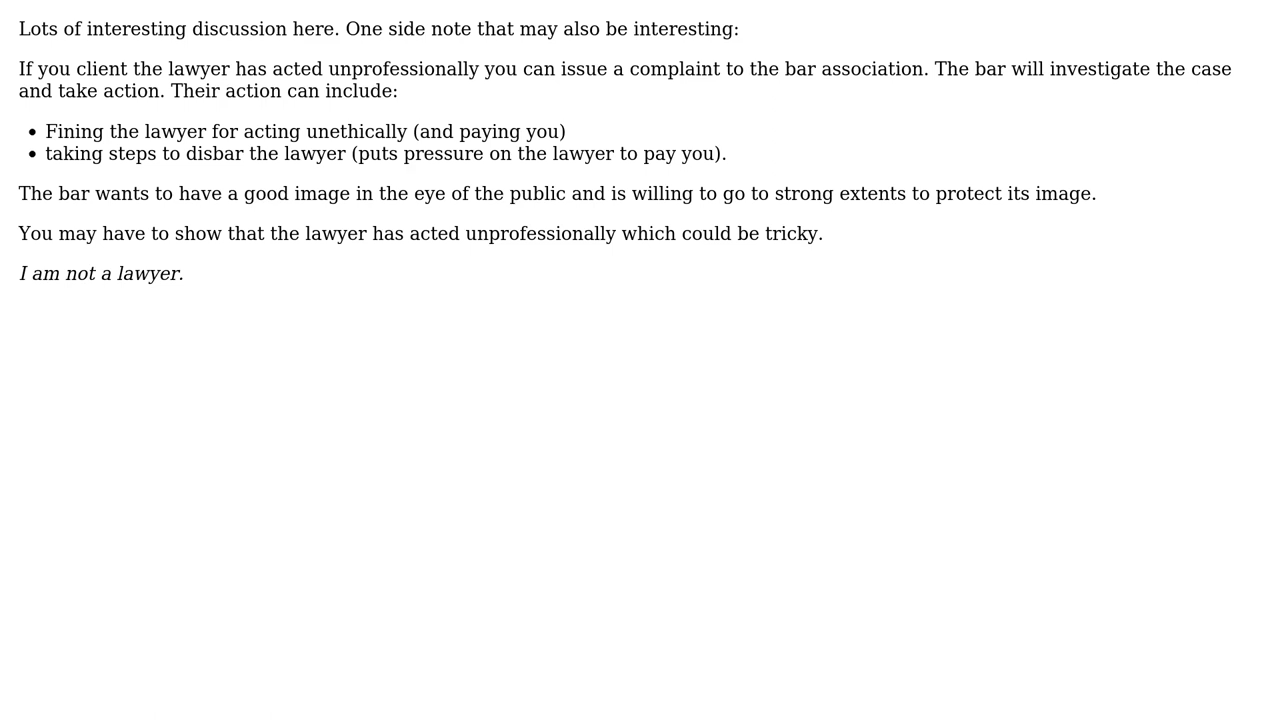 Lots of interesting discussion here. One side note that may also be interesting:
If you client the lawyer has acted unprofessionally you can issue a complaint to the bar association. The bar will investigate the case
and take action. Their action can include:
• Fining the lawyer for acting unethically (and paying you)
• taking steps to disbar the lawyer (puts pressure on the lawyer to pay you).
The bar wants to have a good image in the eye of the public and is willing to go to strong extents to protect its image.
You may have to show that the lawyer has acted unprofessionally which could be tricky.
I am not a lawyer.